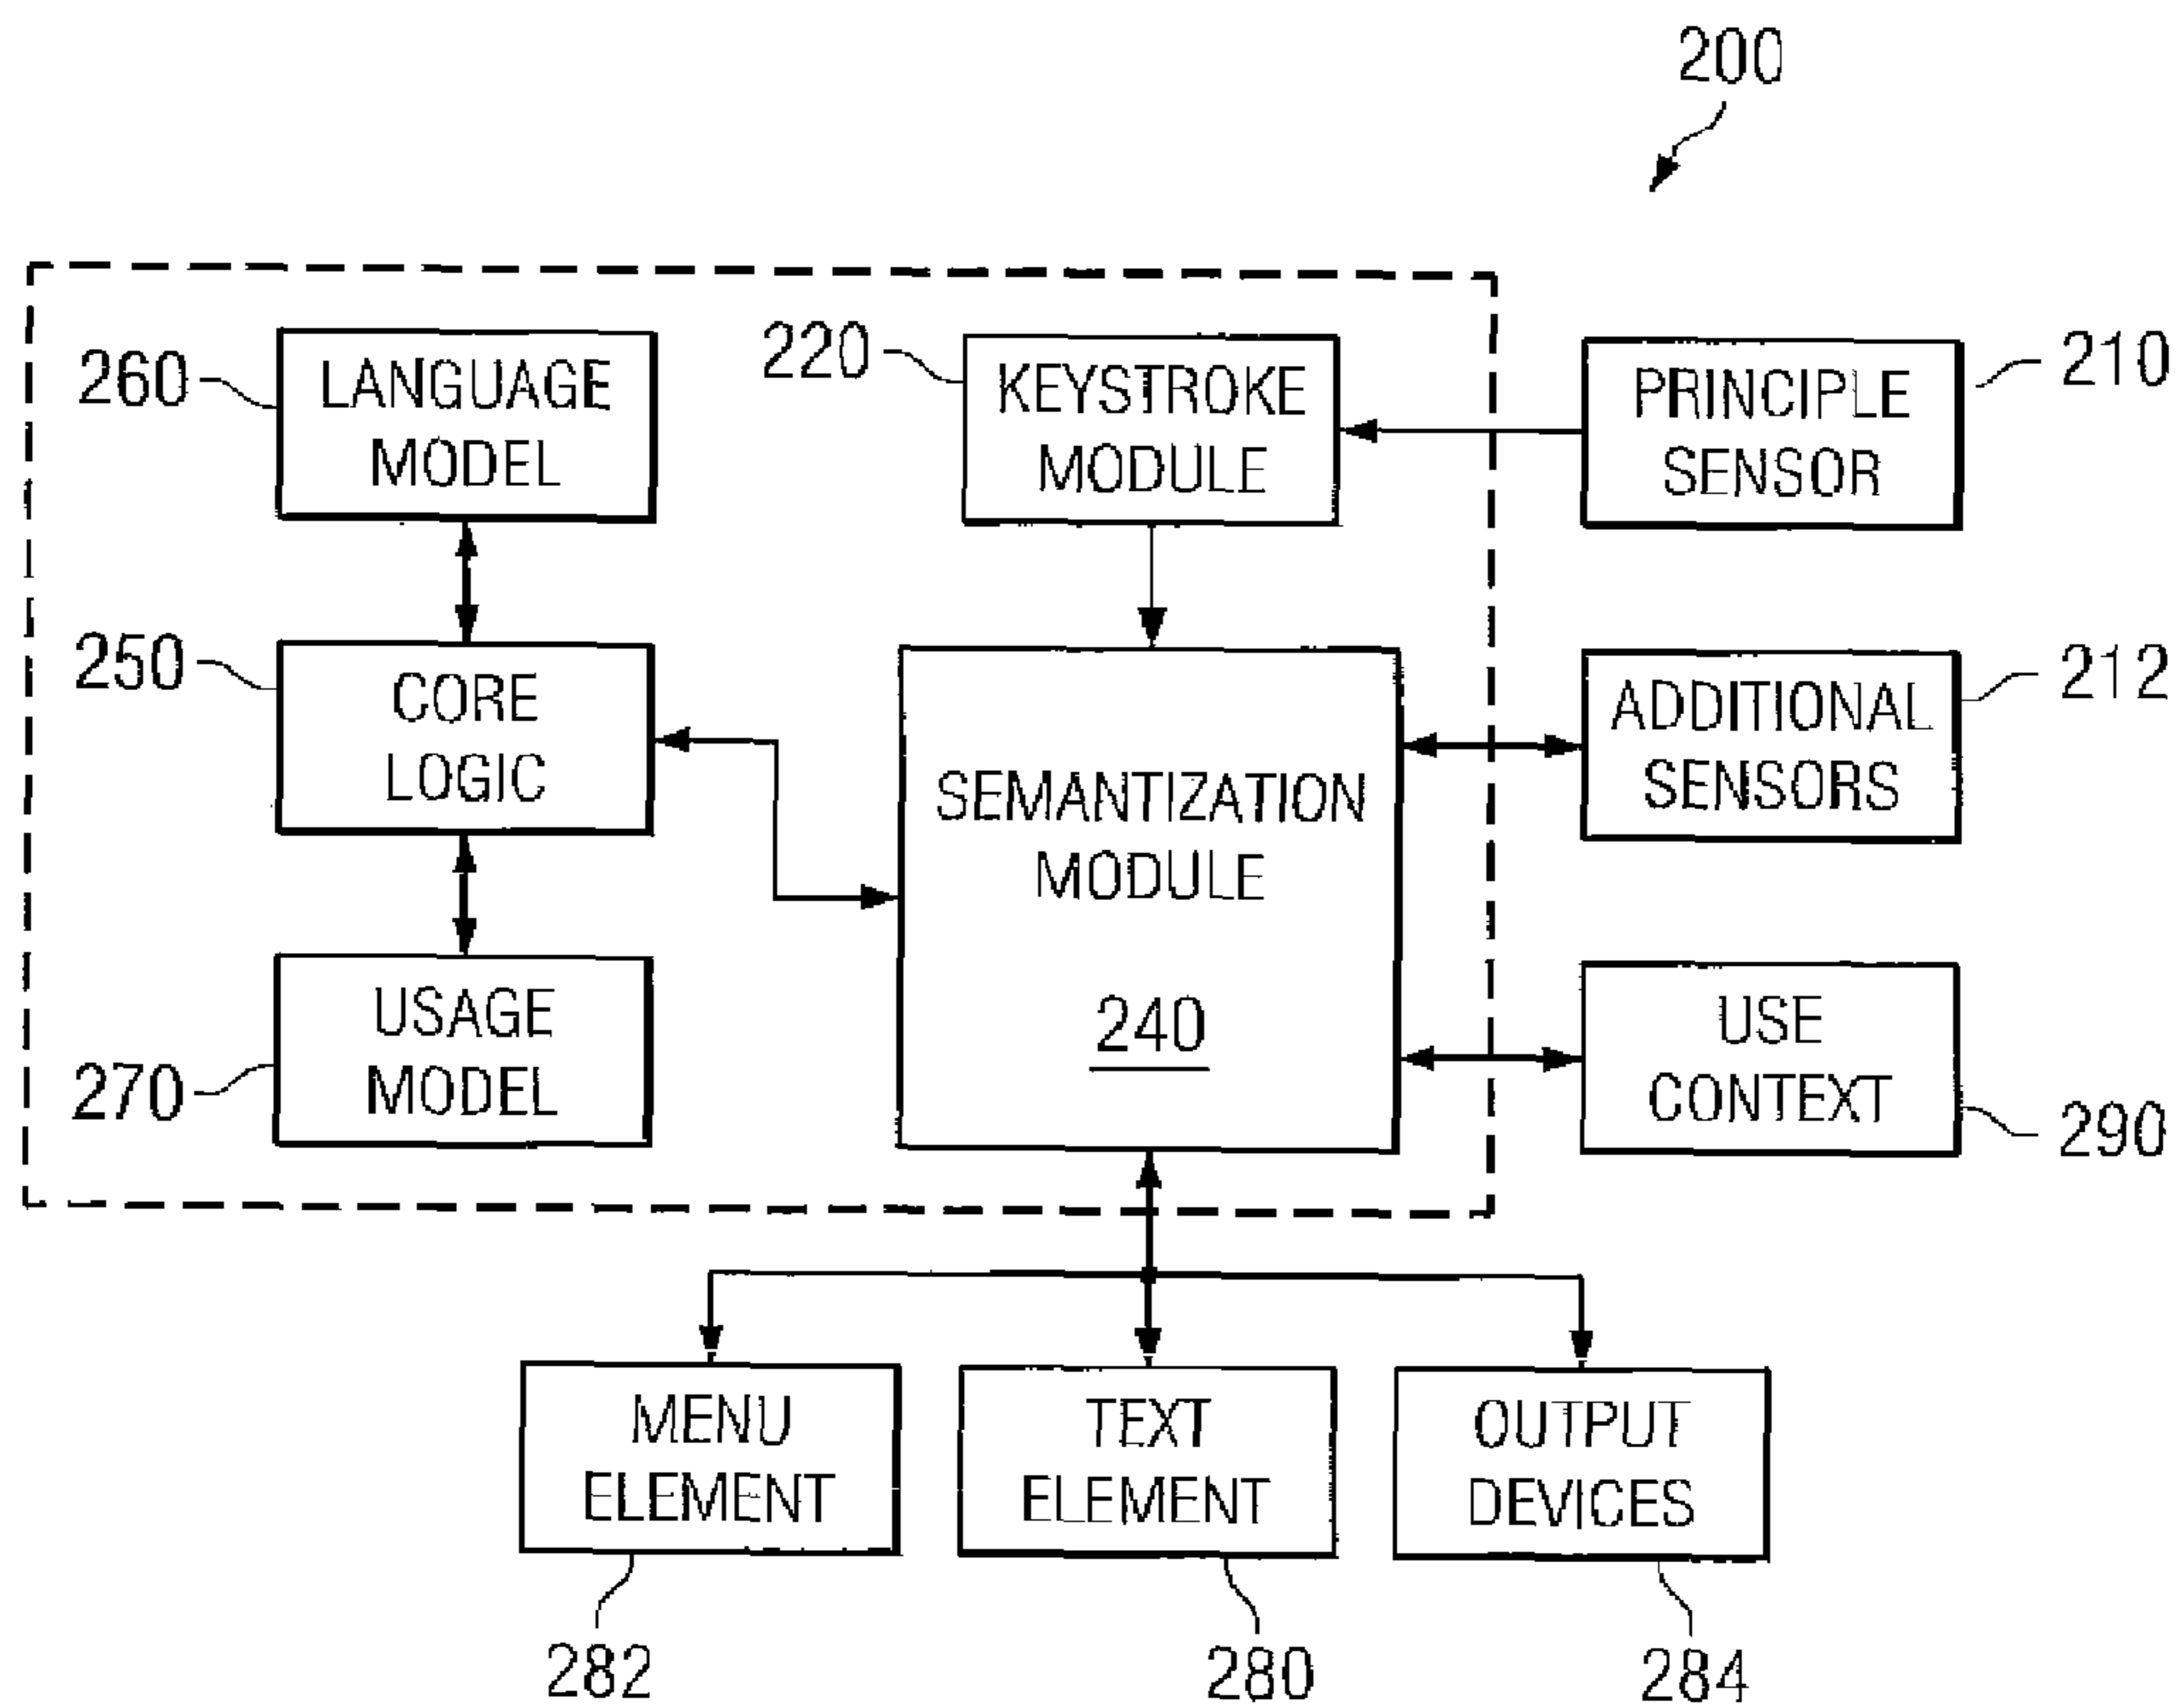 200
260
LANGUAGE
MODEL
220
KEYSTROKE
MODULE
PRINCIPLE
SENSOR
210
250
CORE
LOGIC
SEMANTIZATION
MODULE
240
ADDITIONAL
SENSORS
212
270
USAGE
MODEL
USE
CONTEXT
290
MENU
ELEMENT
282
TEXT
ELEMENT
280
OUTPUT
DEVICES
284